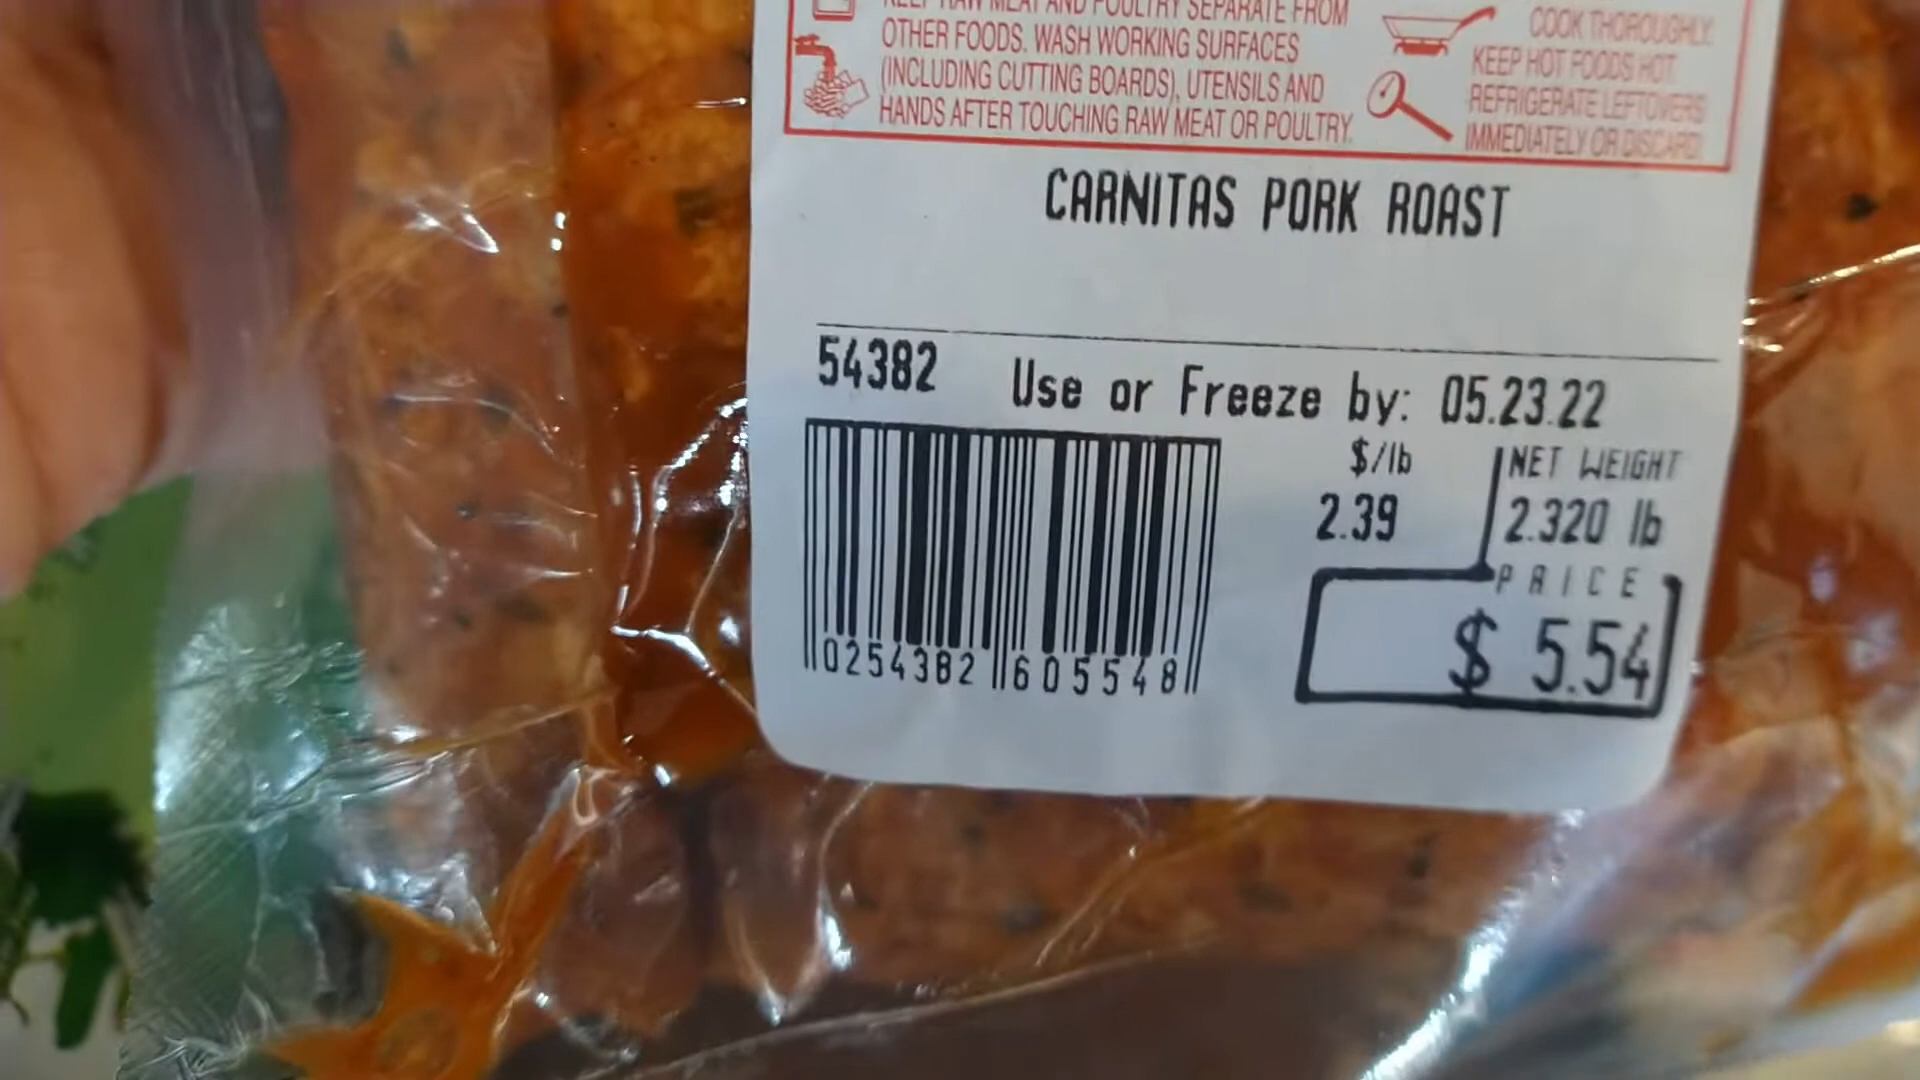 KEEP RAW MEAT AND POULTRY SEPARATE FROM
OTHER FOODS. WASH WORKING SURFACES
(INCLUDING CUTTING BOARDS), UTENSILS AND
HANDS AFTER TOUCHING RAW MEAT OR POULTRY.
COOK THOROUGHLY.
KEEP HOT FOODS HOT.
REFRIGERATE LEFTOVERS
IMMEDIATELY OR DISCARD.
CARNITAS PORK ROAST
54382 Use or Freeze by: 05.23.22
$/lb NET WEIGHT
2.39 2.320 lb
PRICE
$ 5.54
0254382 605548